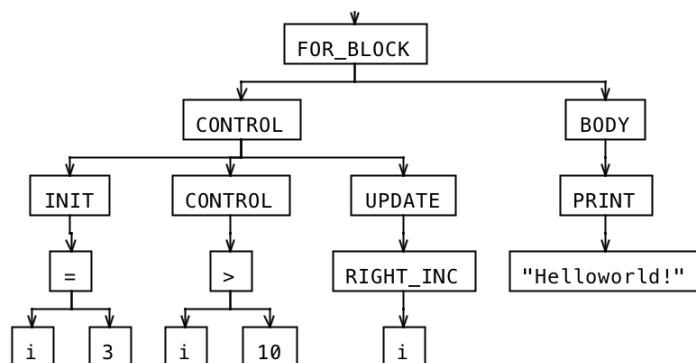 FOR_BLOCK
CONTROL BODY
INIT CONTROL UPDATE PRINT
= > RIGHT_INC "Helloworld!"
i 3 i 10 i